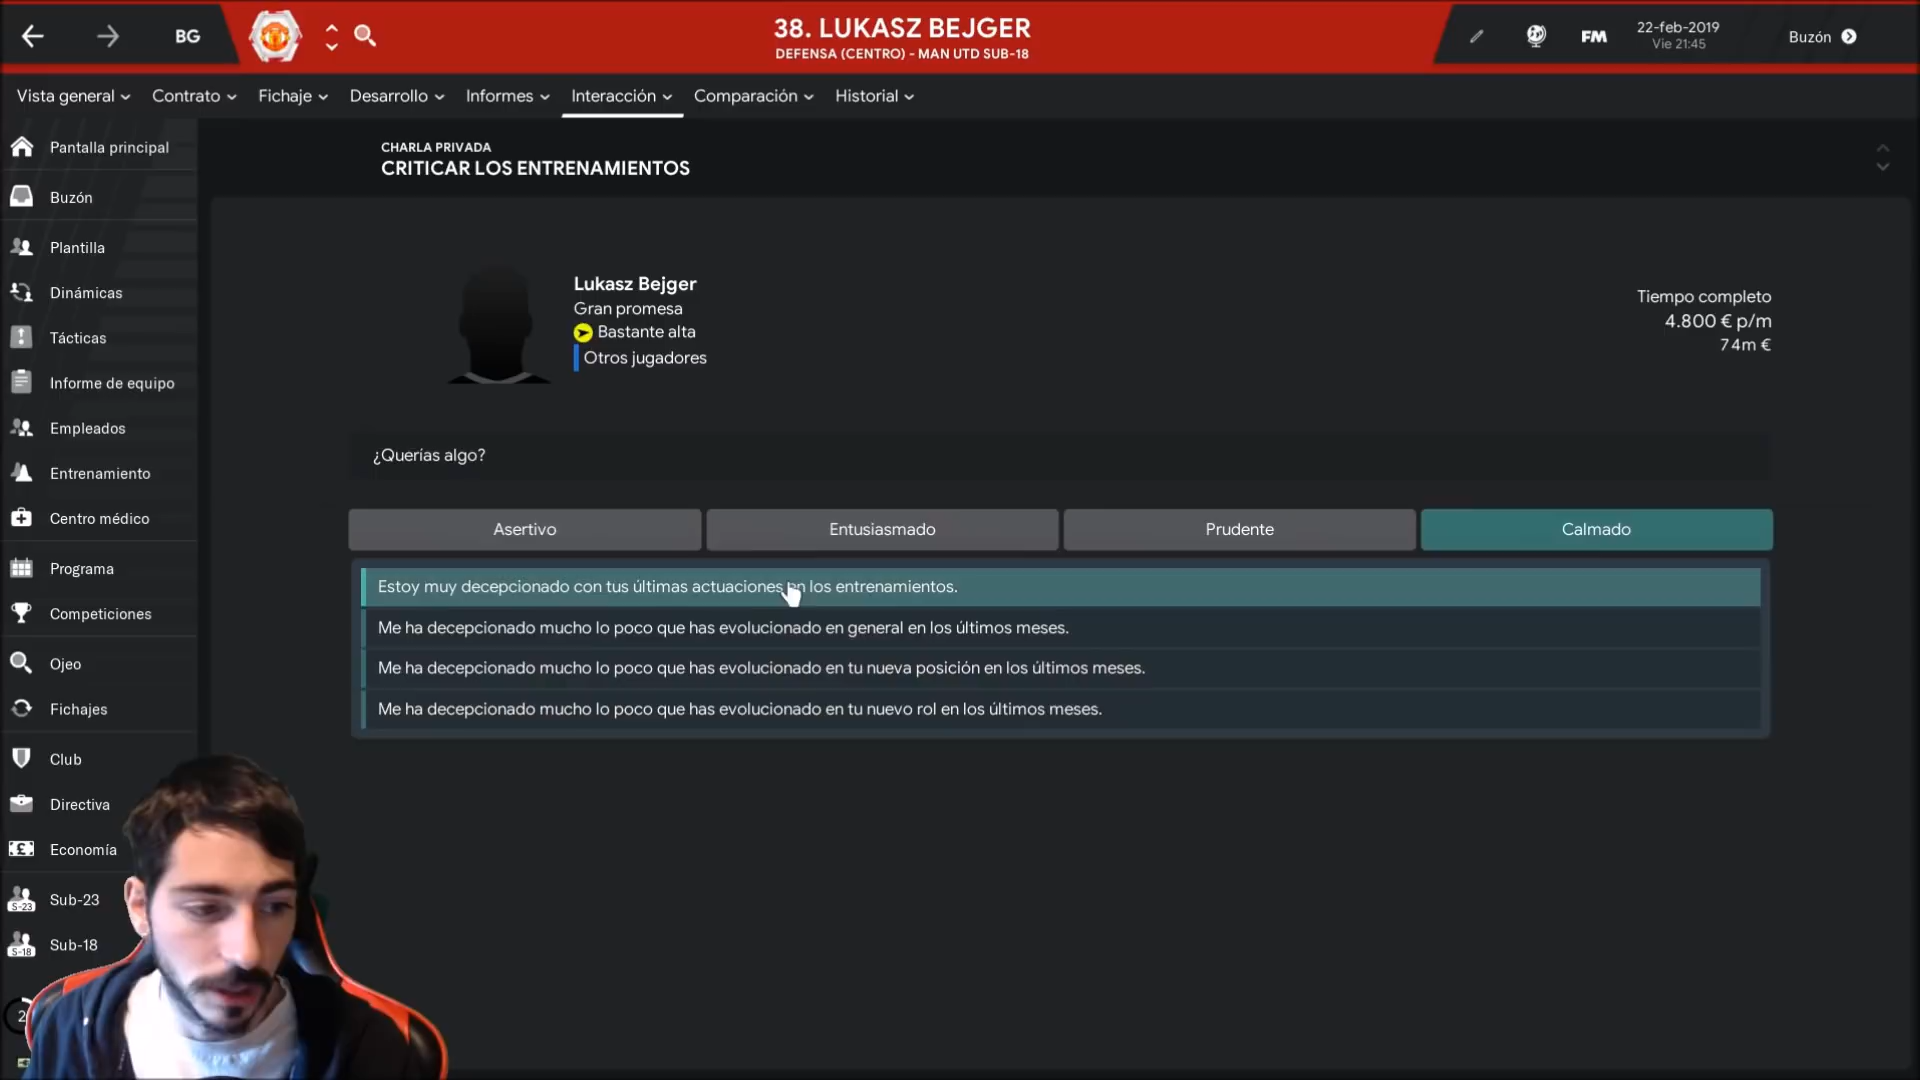 BG
38. LUKASZ BEJGER
DEFENSA (CENTRO) - MAN UTD SUB-18
FM
22-feb-2019
Vie 21:45
Buzón
Vista general
Contrato
Fichaje
Desarrollo
Informes
Interacción
Comparación
Historial
Pantalla principal
Buzón
Plantilla
Dinámicas
Tácticas
Informe de equipo
Empleados
Entrenamiento
Centro médico
Programa
Competiciones
Ojeo
Fichajes
Club
Directiva
Economía
S-23
Sub-23
S-18
Sub-18
CHARLA PRIVADA
CRITICAR LOS ENTRENAMIENTOS
Lukasz Bejger
Gran promesa
Bastante alta
Otros jugadores
Tiempo completo
4.800 € p/m
74m €
¿Querías algo?
Asertivo
Entusiasmado
Prudente
Calmado
Estoy muy decepcionado con tus últimas actuaciones en los entrenamientos.
Me ha decepcionado mucho lo poco que has evolucionado en general en los últimos meses.
Me ha decepcionado mucho lo poco que has evolucionado en tu nueva posición en los últimos meses.
Me ha decepcionado mucho lo poco que has evolucionado en tu nuevo rol en los últimos meses.